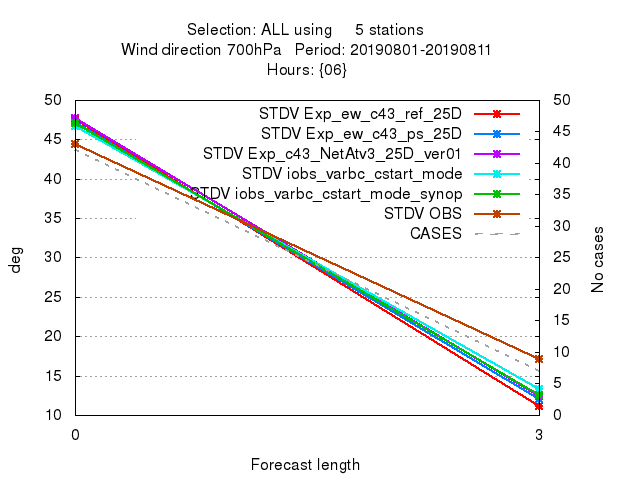 Selection: ALL using 5 stations
Wind direction 700hPa Period: 20190801-20190811
Hours: {06}
50 50
45 45
40 40
35 35
30 30
25 25
20 20
15 15
10 10
5
0
STDV Exp_ew_c43_ref_25D
STDV Exp_ew_c43_ps_25D
STDV Exp_c43_NetAtv3_25D_ver01
STDV iobs_varbc_cstart_mode
STDV iobs_varbc_cstart_mode_synop
STDV OBS
CASES
deg
No cases
0 3
Forecast length